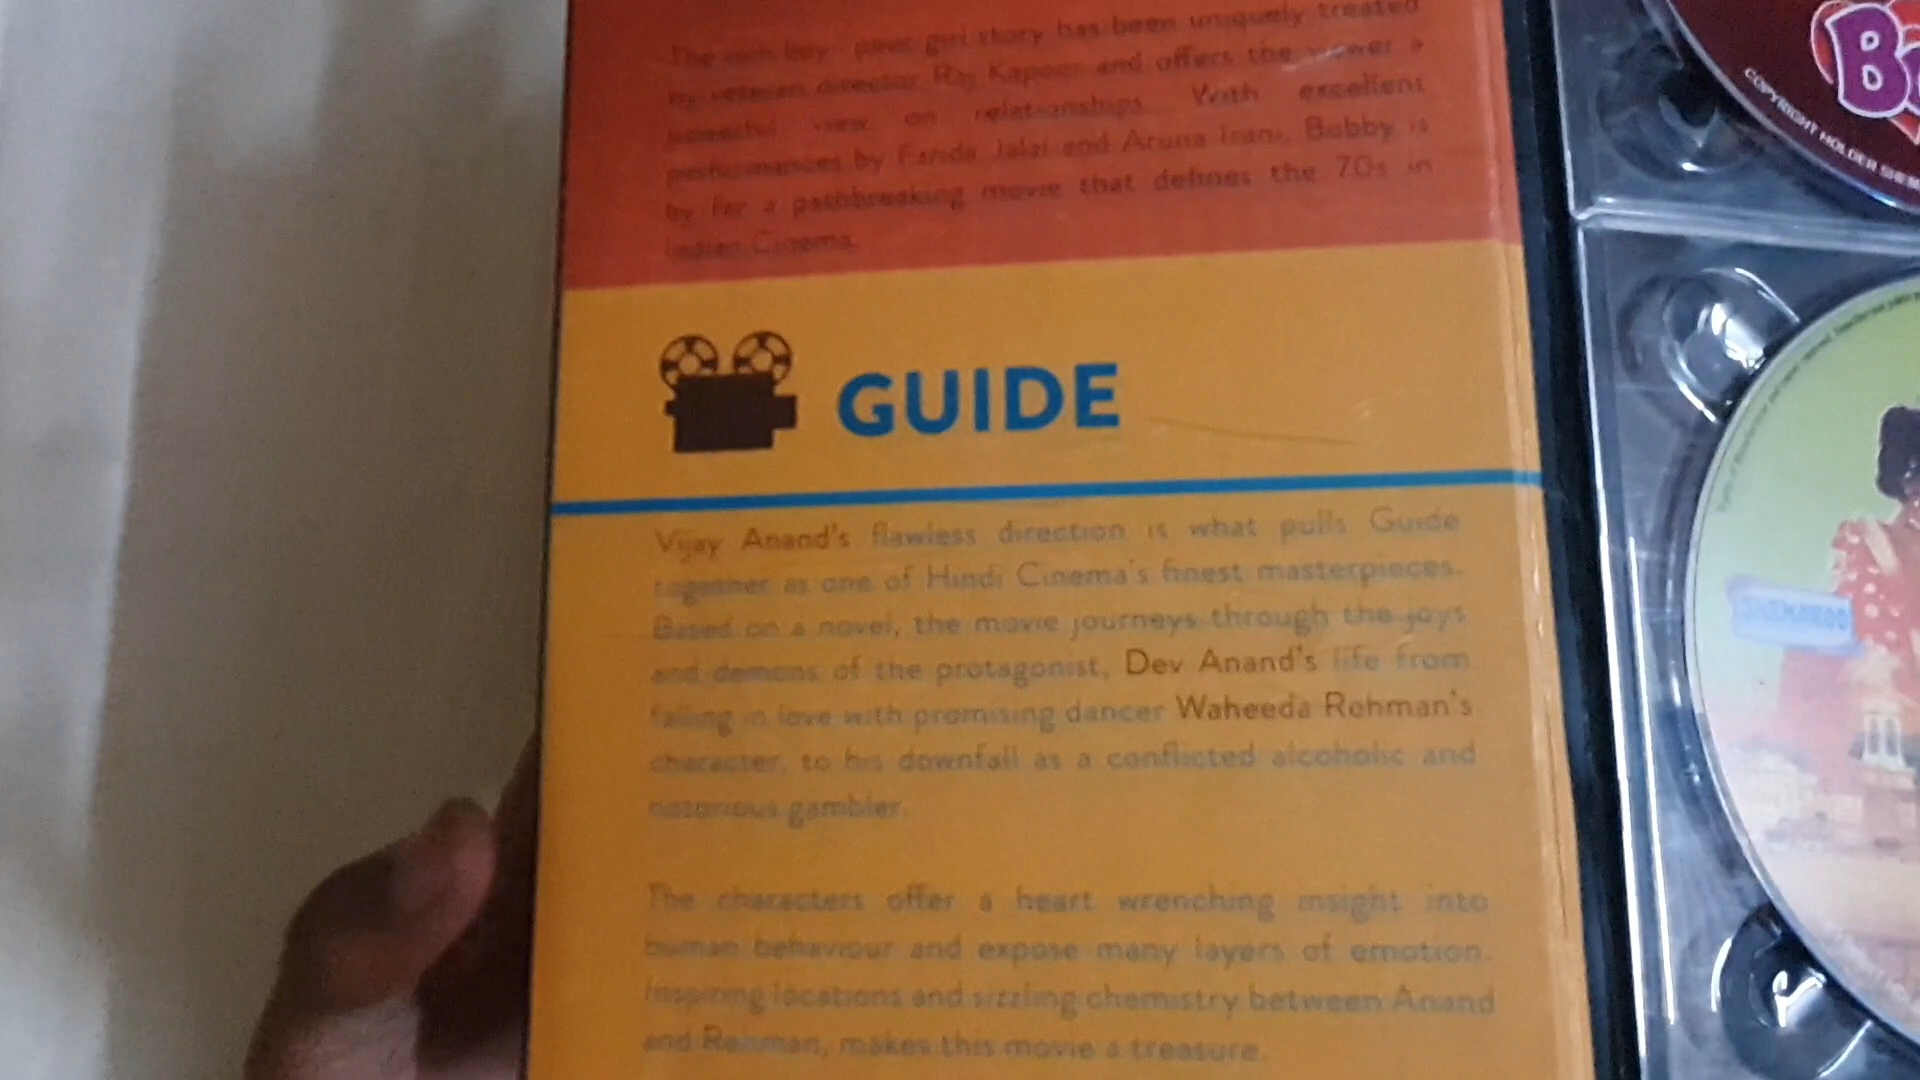 The rich boy - poor girl story has been uniquely treated
by veteran director Raj Kapoor and offers the viewer a
powerful view on relationships. With excellent
performances by Farida Jalal and Aruna Irani, Bobby is
by far a pathbreaking movie that defines the 70s in
Indian Cinema.
GUIDE
Vijay Anand's flawless direction is what pulls Guide
together as one of Hindi Cinema's finest masterpieces.
Based on a novel, the movie journeys through the joys
and demons of the protagonist, Dev Anand's life from
falling in love with promising dancer Waheeda Rehman's
character, to his downfall as a conflicted alcoholic and
notorious gambler.
The characters offer a heart wrenching insight into
human behaviour and expose many layers of emotion.
Inspiring locations and sizzling chemistry between Anand
and Rehman, makes this movie a treasure.
COPYRIGHT HOLDER
SHEMAROO